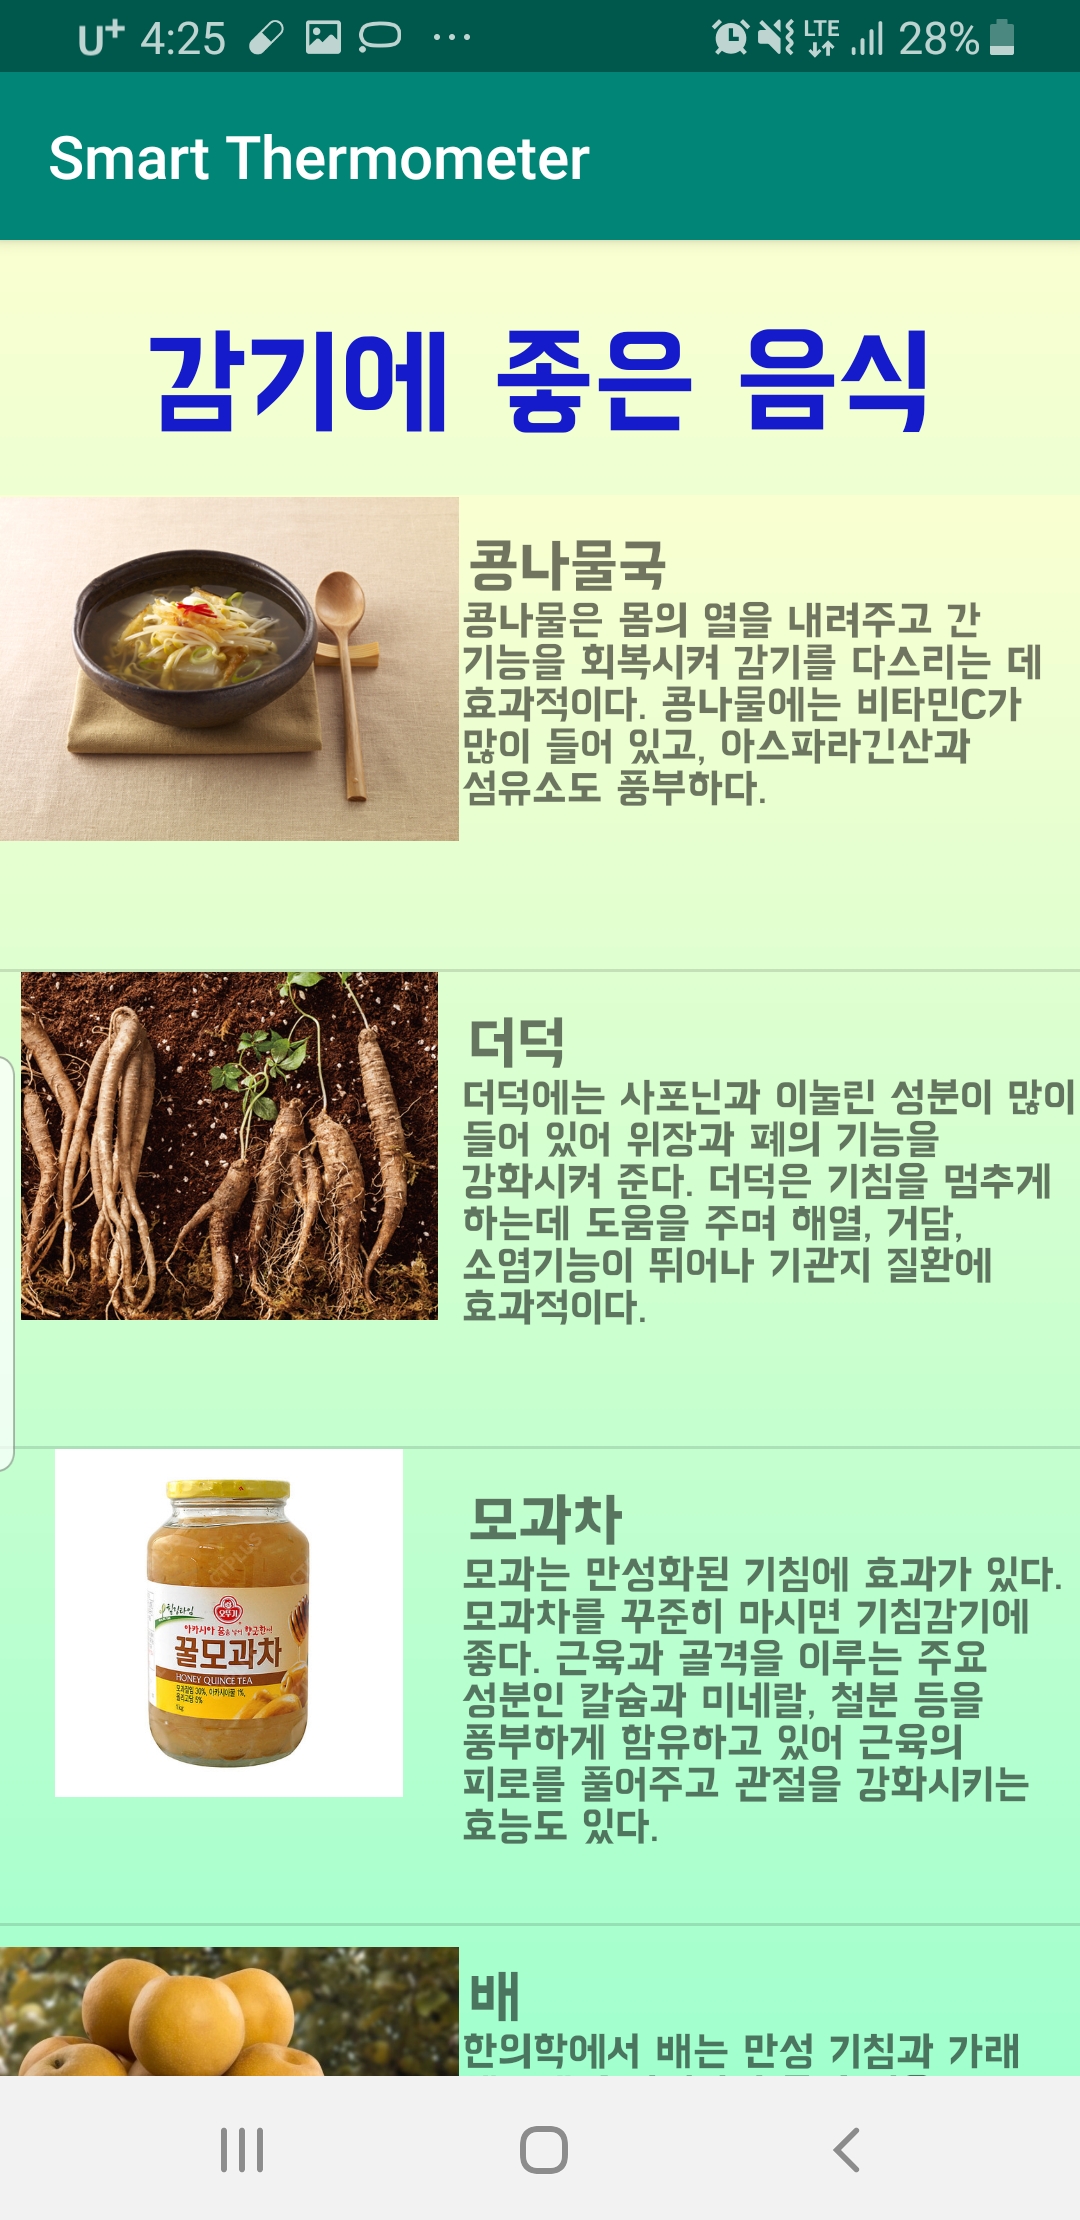 U+ 4:25 LTE 28%
Smart Thermometer
감기에 좋은 음식
콩나물국
콩나물은 몸의 열을 내려주고 간
기능을 회복시켜 감기를 다스리는 데
효과적이다. 콩나물에는 비타민C가
많이 들어 있고, 아스파라긴산과
섬유소도 풍부하다.
더덕
더덕에는 사포닌과 이눌린 성분이 많이
들어 있어 위장과 폐의 기능을
강화시켜 준다. 더덕은 기침을 멈추게
하는데 도움을 주며 해열, 거담,
소염기능이 뛰어나 기관지 질환에
효과적이다.
오뚜기
꿀모과차
HONEY QUINCE TEA
모과차
모과는 만성화된 기침에 효과가 있다.
모과차를 꾸준히 마시면 기침감기에
좋다. 근육과 골격을 이루는 주요
성분인 칼슘과 미네랄, 철분 등을
풍부하게 함유하고 있어 근육의
피로를 풀어주고 관절을 강화시키는
효능도 있다.
배
한의학에서 배는 만성 기침과 가래